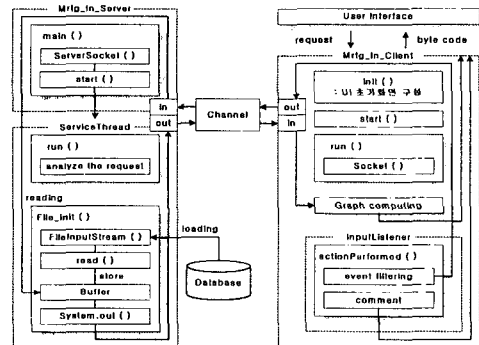 Mrtg_In_Server
main ( )
ServerSocket ( )
start ( )
in
out
ServiceThread
run ( )
analyze the request
reading
File_Init ( )
FileInputStream ( )
read ( )
store
Buffer
System.out ( )
loading
Database
Channel
User Interface
request
byte code
Mrtg_In_Client
init ( )
: UI 초기화면 구성
start ( )
out
in
run ( )
Socket ( )
Graph computing
InputListener
actionPerformed ( )
event filtering
comment